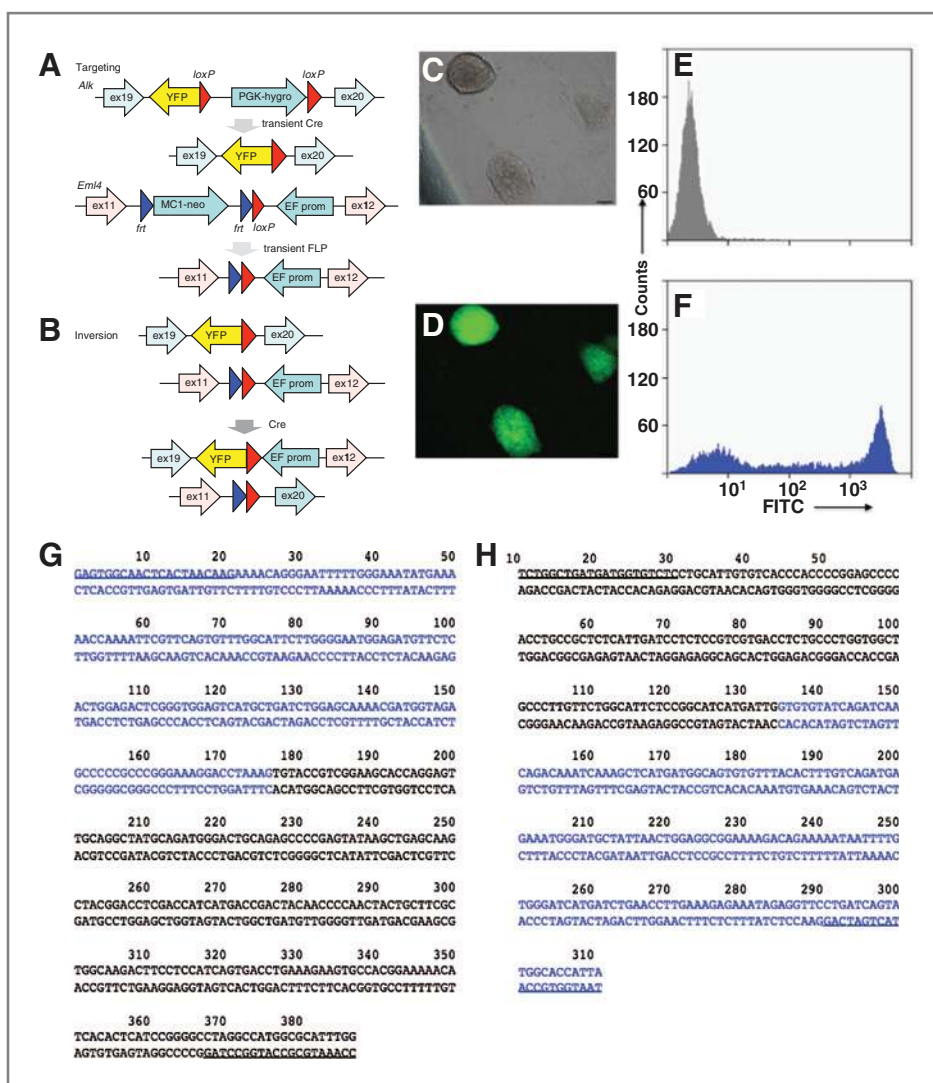 A
Targeting
Alk
loxP
loxP
ex19
YFP
PGK-hygro
ex20
transient Cre
ex19
YFP
ex20
Eml4
ex11
MC1-neo
EF prom
ex12
frt
frt
loxP
transient FLP
ex11
EF prom
ex12
B
Inversion
ex19
YFP
ex20
ex11
EF prom
ex12
Cre
ex19
YFP
EF prom
ex12
ex11
ex20
C
D
E
180
120
60
Counts
F
180
120
60
10¹ 10² 10³
FITC
G
10 20 30 40 50
GAGTGGCAACTCACTAACAAGAAAACAGGGAATTTTTGGGAAATATGAAA
CTCACCGTTGAGTGATTGTTCTTTTGTCCCTTAAAAACCCTTTATACTTT
60 70 80 90 100
AACCAAAATTCGTTCAGTGTTTGGCATTCTTGGGGAATGGAGATGTTCTC
TTGGTTTTAAGCAAGTCACAAACCGTAAGAACCCCTTACCTCTACAAGAG
110 120 130 140 150
ACTGGAGACTCGGGTGGAGTCATGCTGATCTGGAGCAAAACGATGGTAGA
TGACCTCTGAGCCCACCTCAGTACGACTAGACCTCGTTTTGCTACCATCT
160 170 180 190 200
GCCCCCGCCCGGGAAAGGACCTAAAGTGTACCGTCGGAAGCACCAGGAGT
CGGGGGCGGGCCCTTTCCTGGATTTCACATGGCAGCCTTCGTGGTCCTCA
210 220 230 240 250
TGCAGGCTATGCAGATGGGACTGCAGAGCCCCGAGTATAAGCTGAGCAAG
ACGTCCGATACGTCTACCCTGACGTCTCGGGGCTCATATTCGACTCGTTC
260 270 280 290 300
CTACGGACCTCGACCATCATGACCGACTACAACCCCAACTACTGCTTCGC
GATGCCTGGAGCTGGTAGTACTGGCTGATGTTGGGGTTGATGACGAAGCG
310 320 330 340 350
TGGCAAGACTTCCTCCATCAGTGACCTGAAAGAAGTGCCACGGAAAAACA
ACCGTTCTGAAGGAGGTAGTCACTGGACTTTCTTCACGGTGCCTTTTTGT
360 370 380
TCACACTCATCCGGGGCCTAGGCCATGGCGCATTTGG
AGTGTGAGTAGGCCCCGGATCCGGTACCGCGTAAACC
H
10 20 30 40 50
TCTGGCTGATGATGGTGTCTCCTGCATTGTGTCACCCACCCCGGAGCCCC
AGACCGACTACTACCACAGAGGACGTAACACAGTGGGTGGGGCCTCGGGG
60 70 80 90 100
ACCTGCCGCTCTCATTGATCCTCTCCGTCGTGACCTCTGCCCTGGTGGCT
TGGACGGCGAGAGTAACTAGGAGAGGCAGCACTGGAGACGGGACCACCGA
110 120 130 140 150
GCCCTTGTTCTGGCATTCTCCGGCATCATGATTGGTGTGTATCAGATCAA
CGGGAACAAGACCGTAAGAGGCCGTAGTACTAACCACACATAGTCTAGTT
160 170 180 190 200
CAGACAAATCAAAGCTCATGATGGCAGTGTGTTTACACTTTGTCAGATGA
GTCTGTTTAGTTTCGAGTACTACCGTCACACAAATGTGAAACAGTCTACT
210 220 230 240 250
GAAATGGGATGCTATTAACTGGAGGCGGAAAAGACAGAAAAATAATTTTG
CTTTACCCTACGATAATTGACCTCCGCCTTTTCTGTCTTTTTATTAAAAC
260 270 280 290 300
TGGGATCATGATCTGAACCTTGAAAGAGAAATAGAGGTTCCTGATCAGTA
ACCCTAGTACTAGACTTGGAACTTTCTCTTTATCTCCAAGGACTAGTCAT
310
TGGCACCATTA
ACCGTGGTAAT